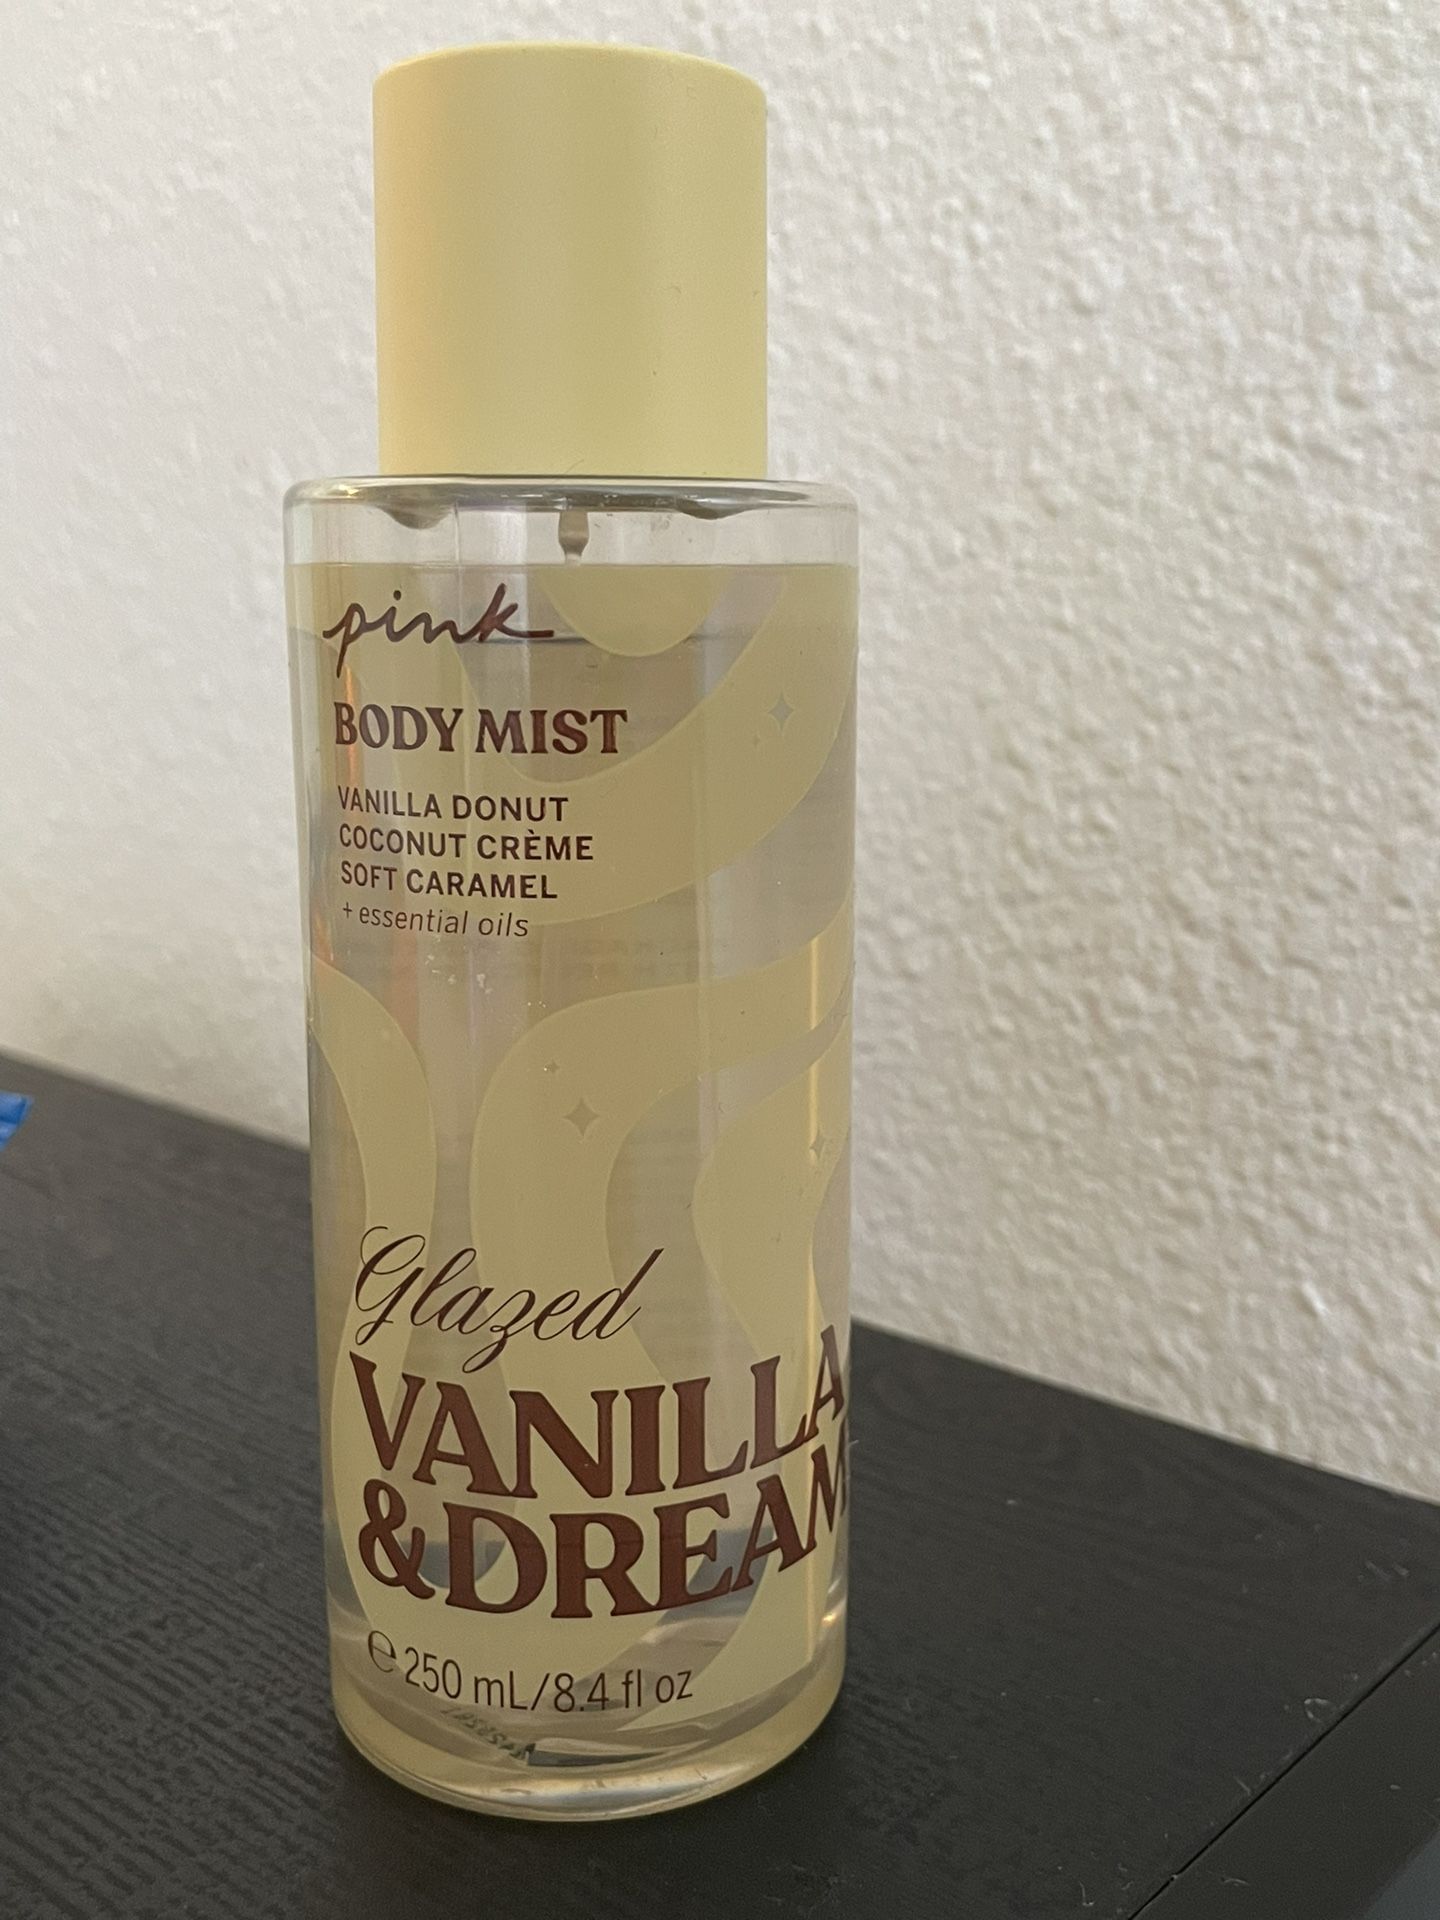 pink
BODY MIST
VANILLA DONUT
COCONUT CRÈME
SOFT CARAMEL
+ essential oils
Glazed
VANILLA
&DREAM
℮ 250 mL/8.4 fl oz